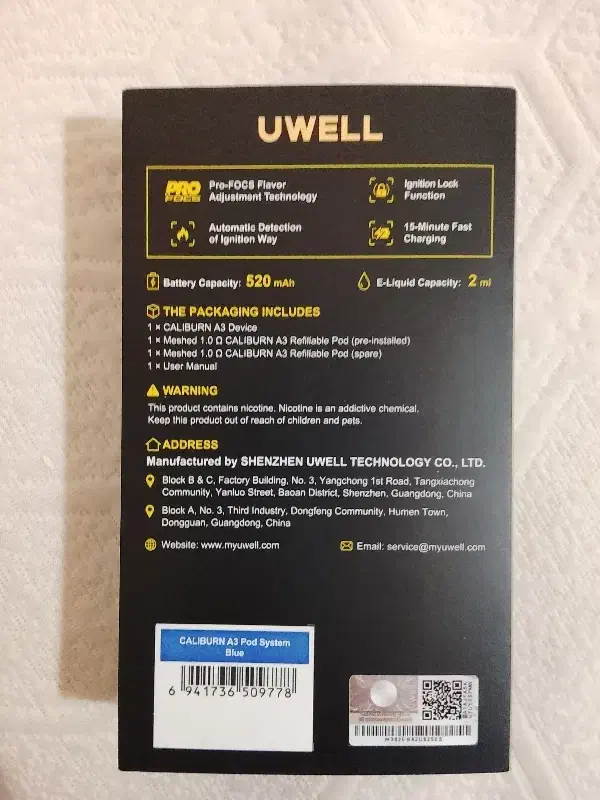 UWELL
PRO
FOCS
Pro-FOCS Flavor
Adjustment Technology
Ignition Lock
Function
Automatic Detection
of Ignition Way
15-Minute Fast
Charging
Battery Capacity: 520 mAh
E-Liquid Capacity: 2 ml
THE PACKAGING INCLUDES
1 × CALIBURN A3 Device
1 × Meshed 1.0 Ω CALIBURN A3 Refillable Pod (pre-installed)
1 × Meshed 1.0 Ω CALIBURN A3 Refillable Pod (spare)
1 × User Manual
WARNING
This product contains nicotine. Nicotine is an addictive chemical.
Keep this product out of reach of children and pets.
ADDRESS
Manufactured by SHENZHEN UWELL TECHNOLOGY CO., LTD.
Block B & C, Factory Building, No. 3, Yangchong 1st Road, Tangxiachong
Community, Yanluo Street, Baoan District, Shenzhen, Guangdong, China
Block A, No. 3, Third Industry, Dongfeng Community, Humen Town,
Dongguan, Guangdong, China
Website: www.myuwell.com
Email: service@myuwell.com
CALIBURN A3 Pod System
Blue
6 941736 509778